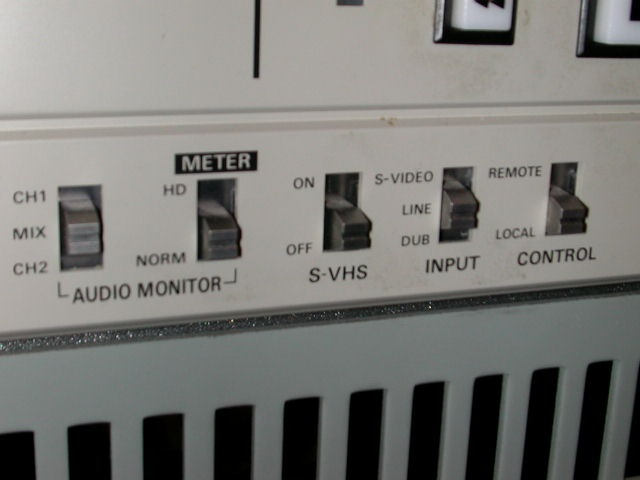 METER
CH1
MIX
CH2
HD
NORM
AUDIO MONITOR
ON
OFF
S-VHS
S-VIDEO
LINE
DUB
INPUT
REMOTE
LOCAL
CONTROL